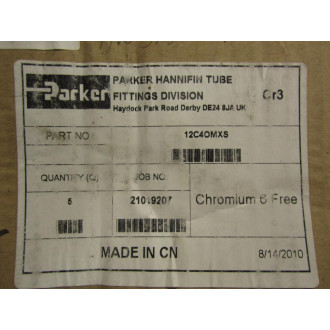 Parker
PARKER HANNIFIN TUBE
FITTINGS DIVISION
Haydock Park Road Derby DE24 8JA UK
Cr3
PART NO
12C4OMXS
QUANTITY (Q)
5
JOB NO
Chromium 6 Free
MADE IN CN
8/14/2010